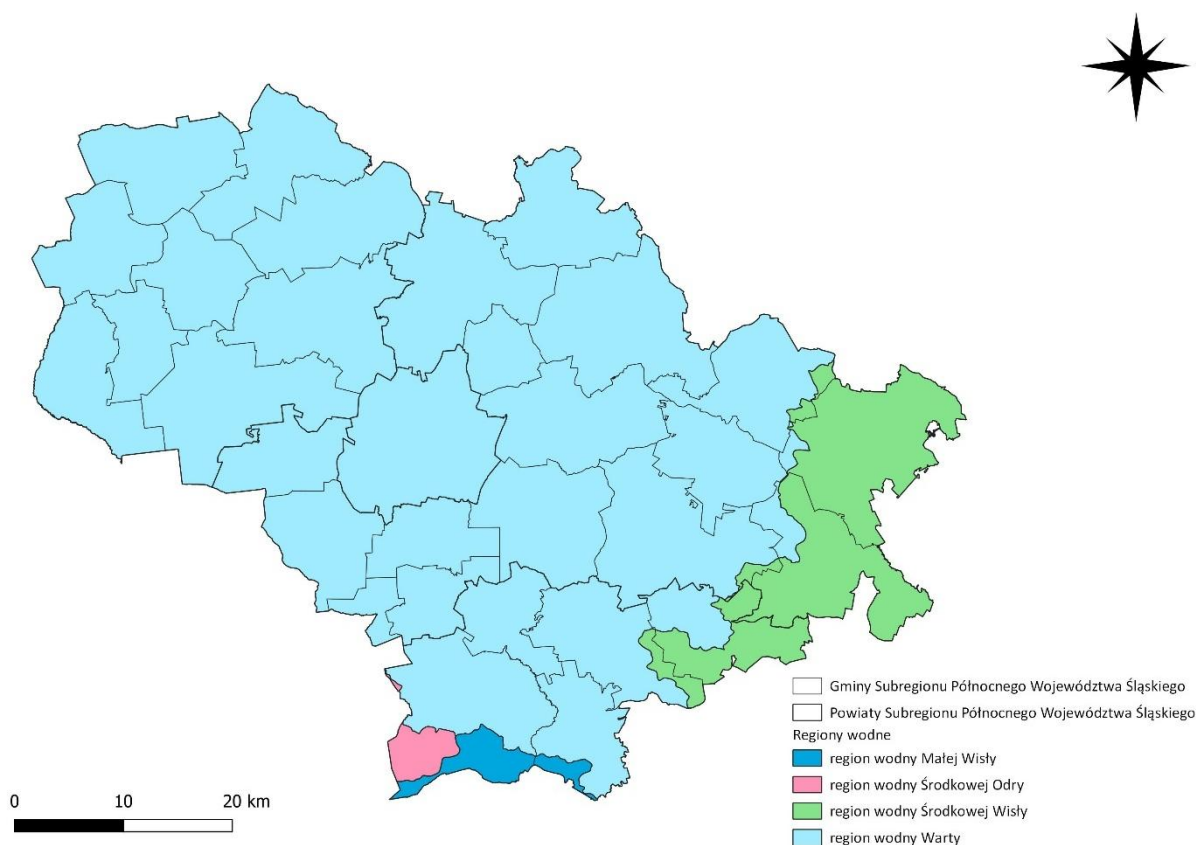 Gminy Subregionu Północnego Województwa Śląskiego
Powiaty Subregionu Północnego Województwa Śląskiego
Regiony wodne
region wodny Małej Wisły
region wodny Środkowej Odry
region wodny Środkowej Wisły
region wodny Warty
0 10 20 km